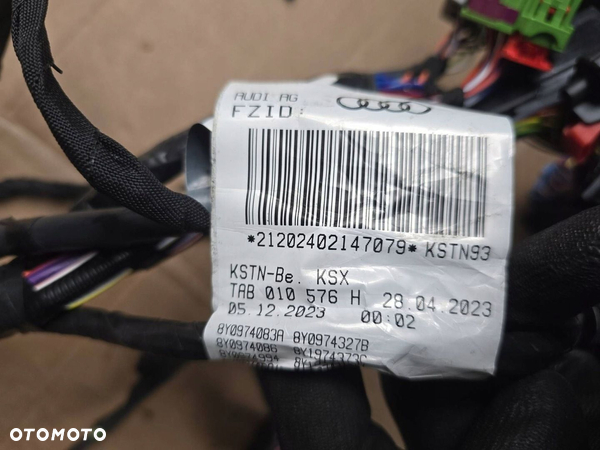 AUDI AG
FZID:
*21202402147079* KSTN93
KSTN-Be. KSX
TAB 010 576 H 28.04.2023
05.12.2023 00:02
8Y0974083A 8Y0974327B
8Y0974086 8Y1974373C
OTOMOTO